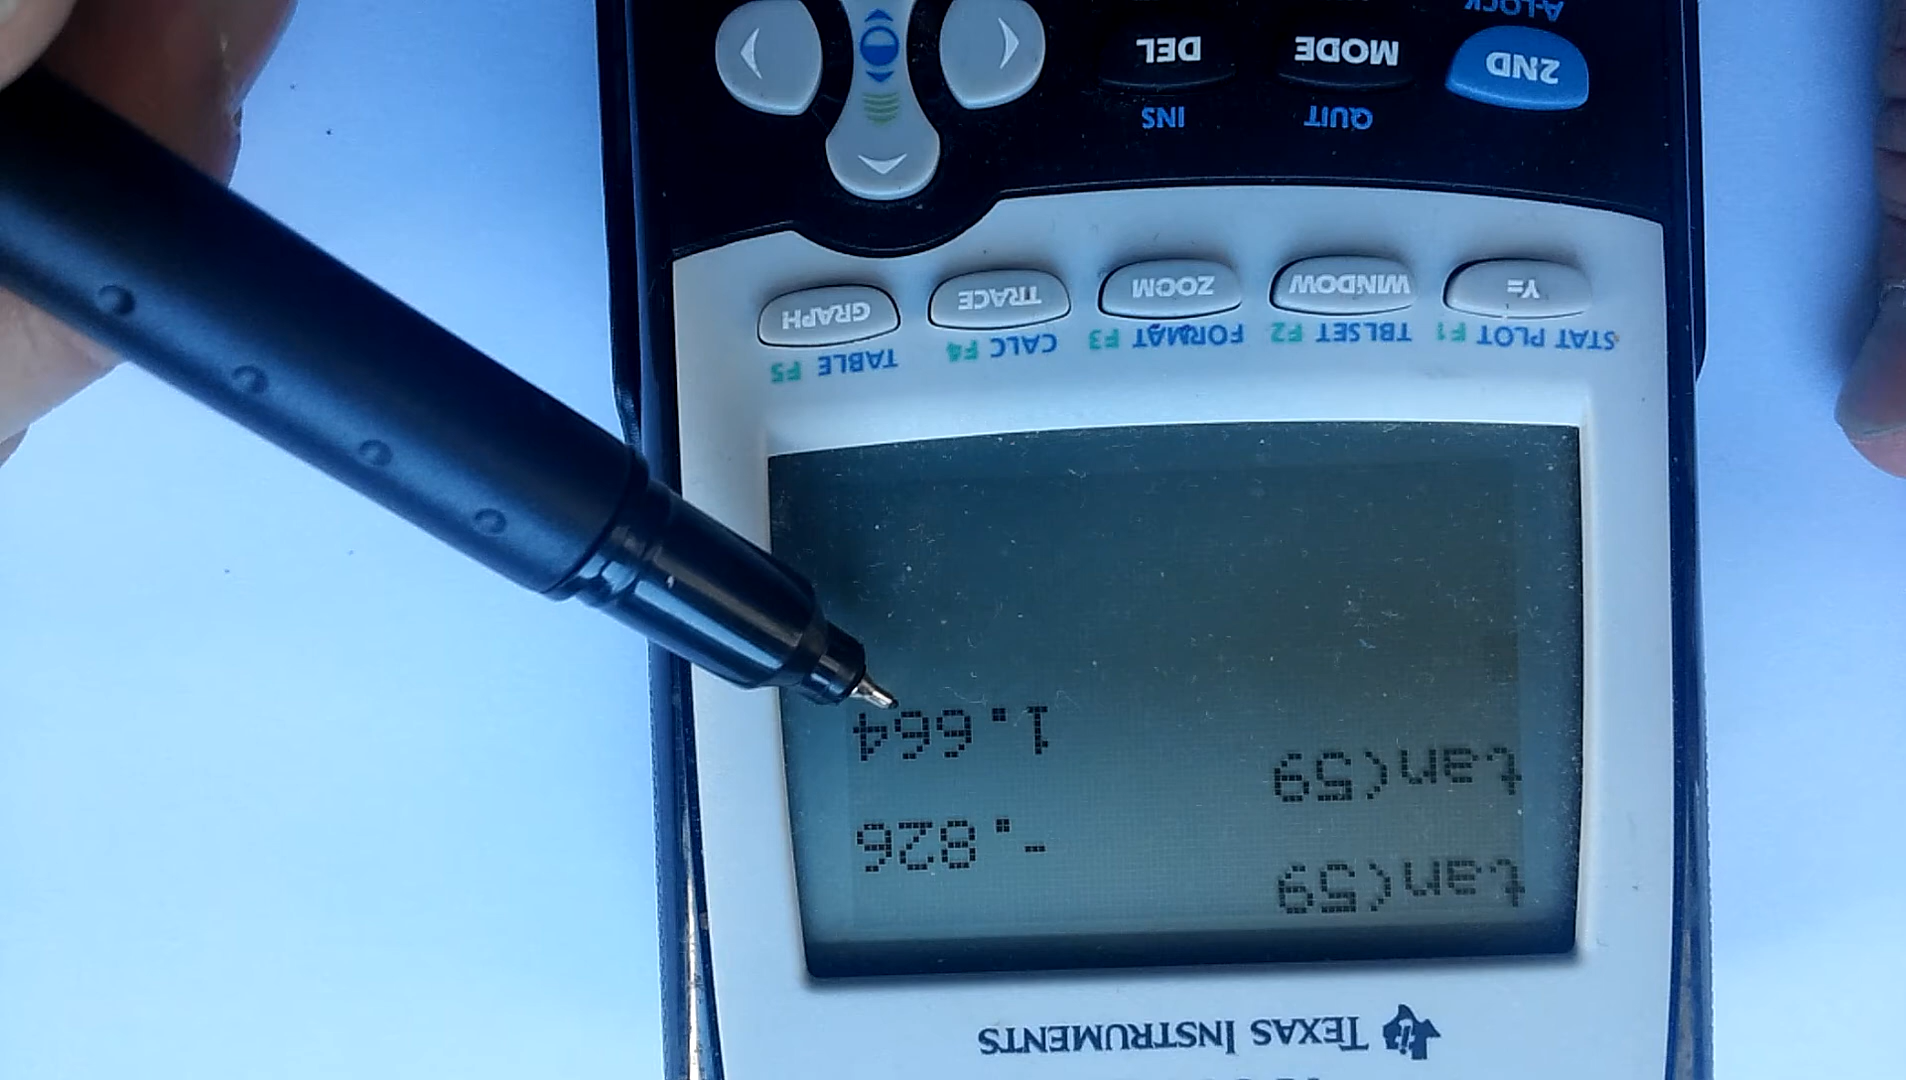 TEXAS INSTRUMENTS
tan(59
-.826
tan(59
1.664
STAT PLOT F1 TBLSET F2 FORMAT F3 CALC F4 TABLE F5
Y= WINDOW ZOOM TRACE GRAPH
QUIT INS
2ND MODE DEL
A-LOCK